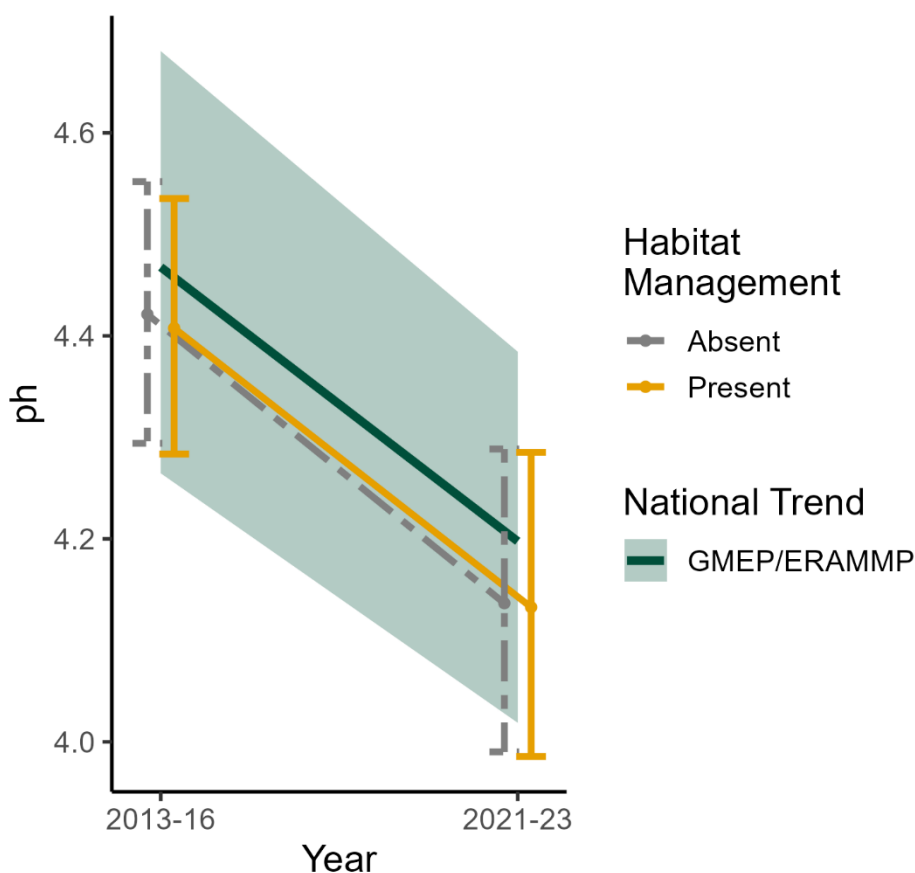 4.6
4.4
4.2
4.0
ph
2013-16
2021-23
Year
Habitat
Management
Absent
Present
National Trend
GMEP/ERAMMP